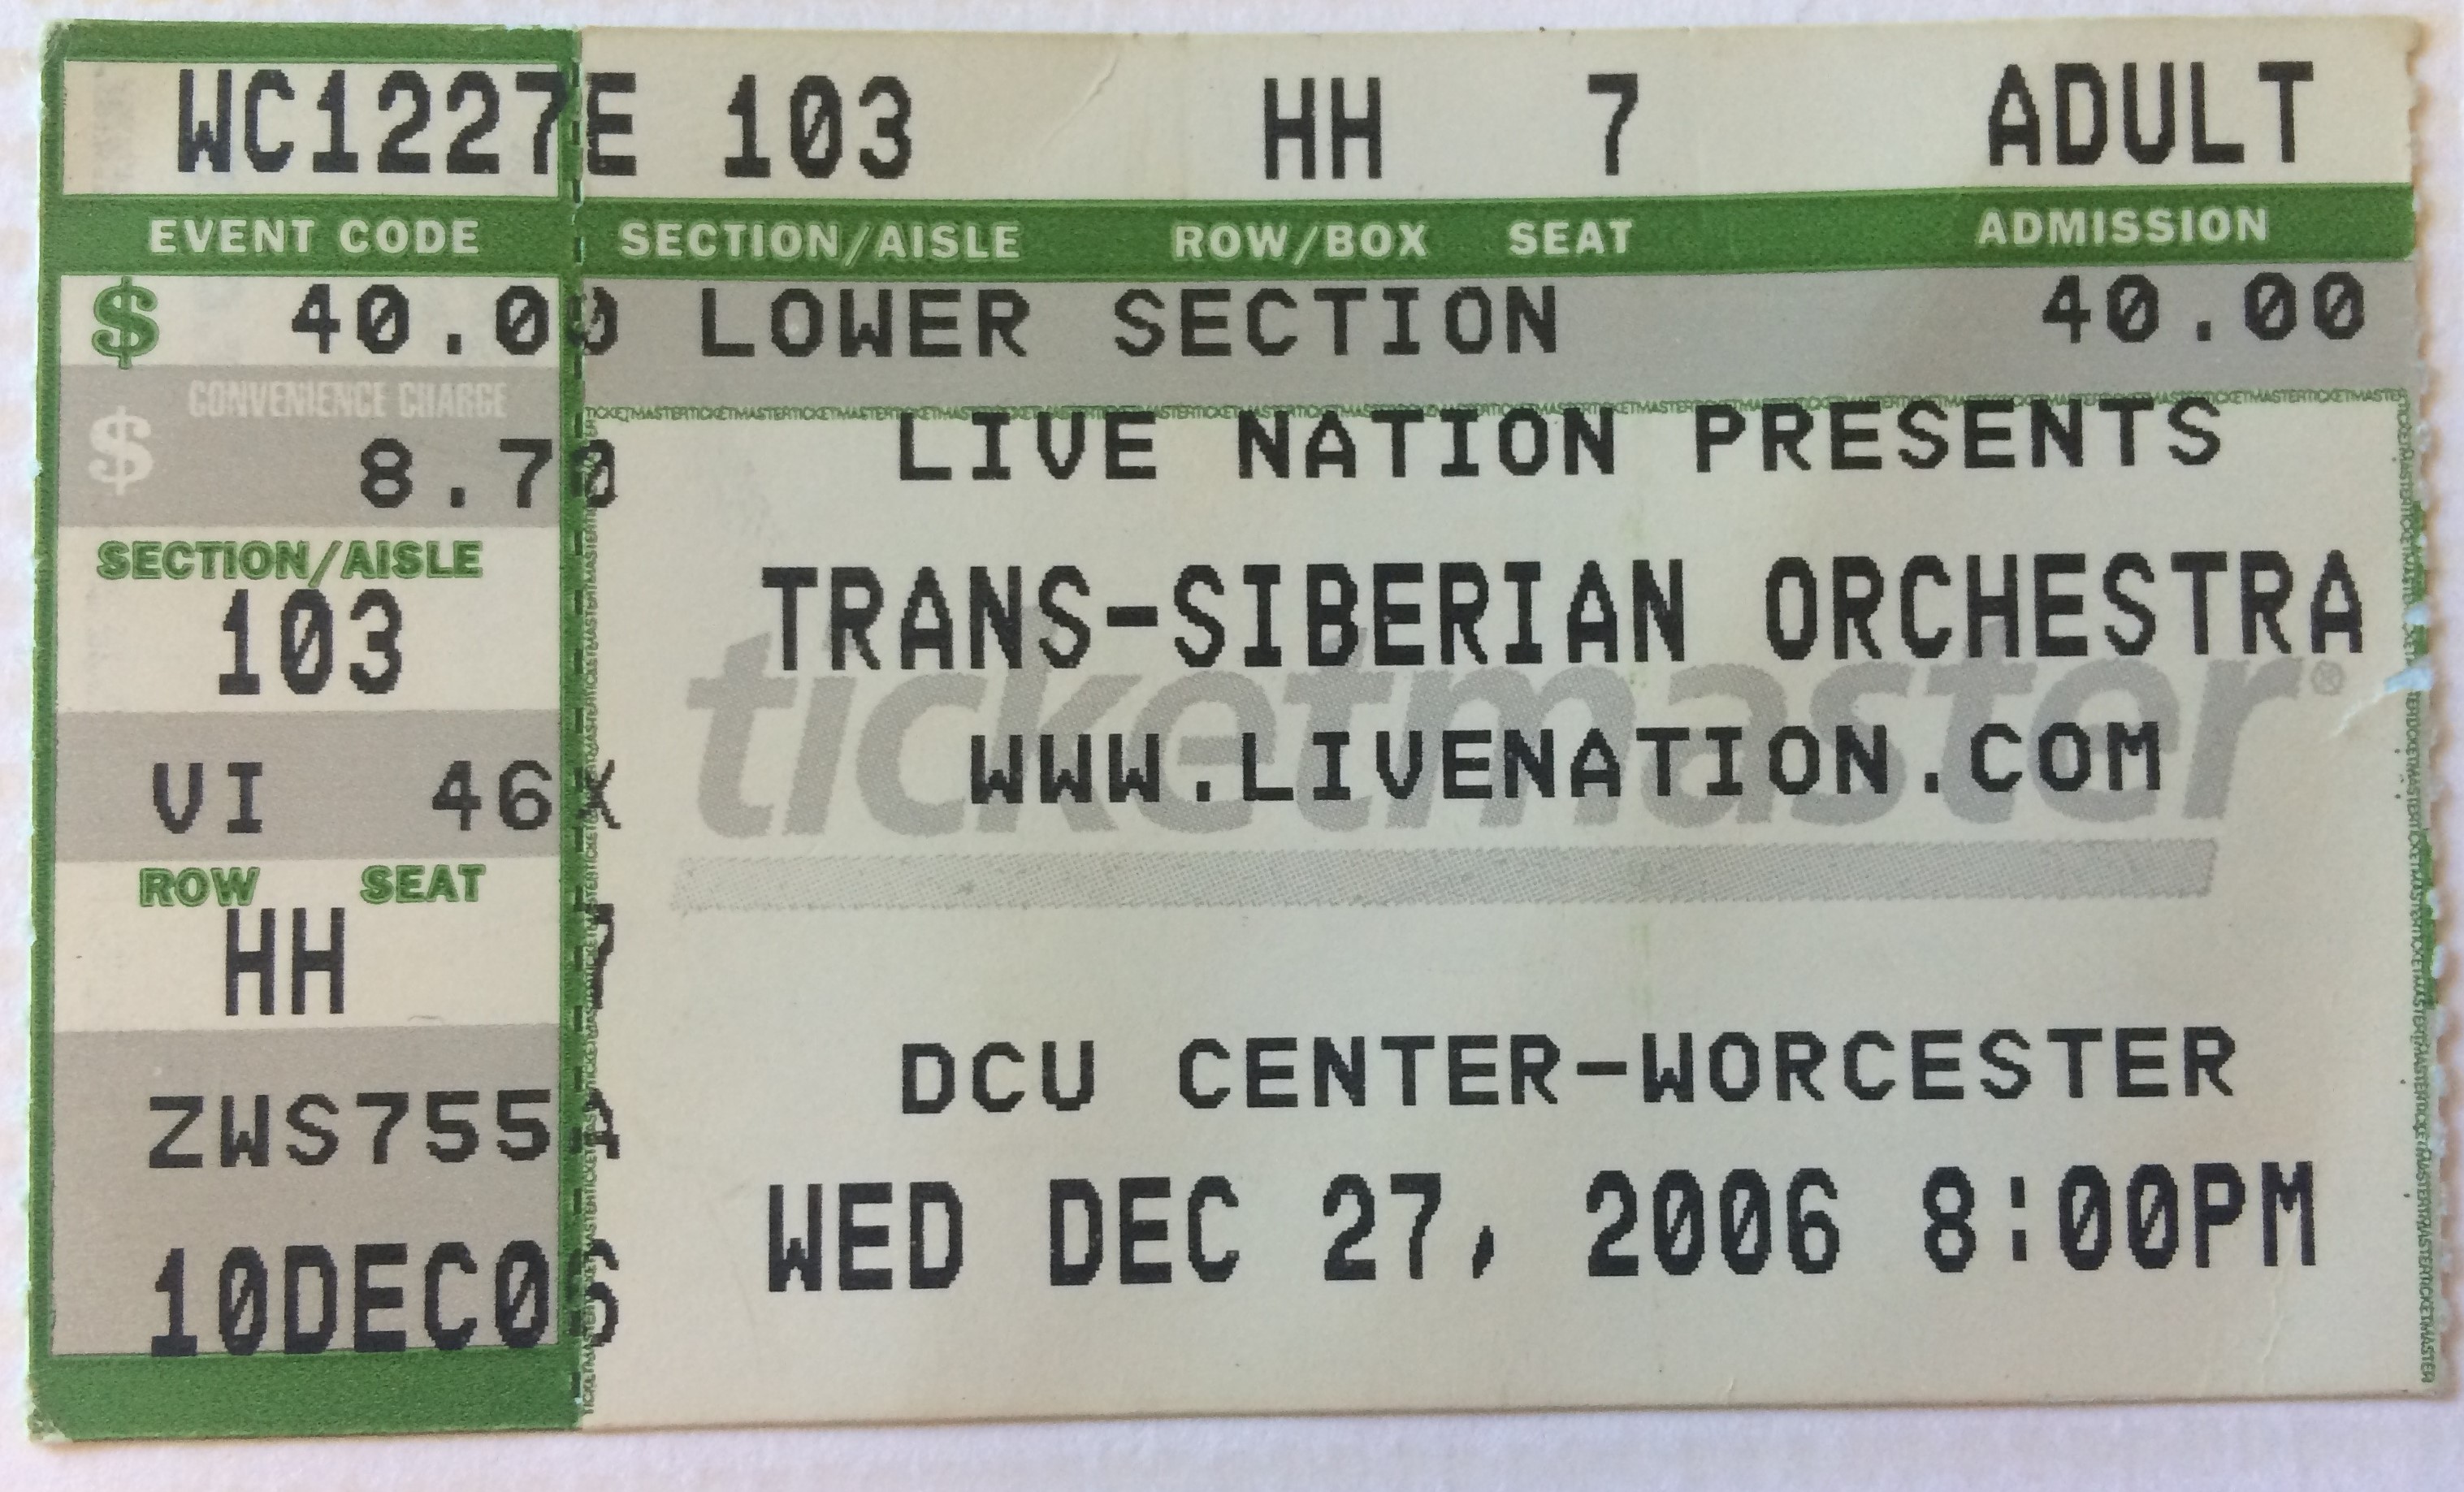 WC1227E 103 HH 7 ADULT
EVENT CODE SECTION/AISLE ROW/BOX SEAT ADMISSION
$ 40.00 LOWER SECTION 40.00
CONVENIENCE CHARGE
$ 8.70
SECTION/AISLE
103
VI 46X
ROW SEAT
HH 7
ZWS755A
10DEC06
TICKETMASTERTICKETMASTERTICKETMASTERTICKETMASTER
LIVE NATION PRESENTS
TRANS-SIBERIAN ORCHESTRA
ticketmaster®
WWW.LIVENATION.COM
DCU CENTER-WORCESTER
WED DEC 27, 2006 8:00PM